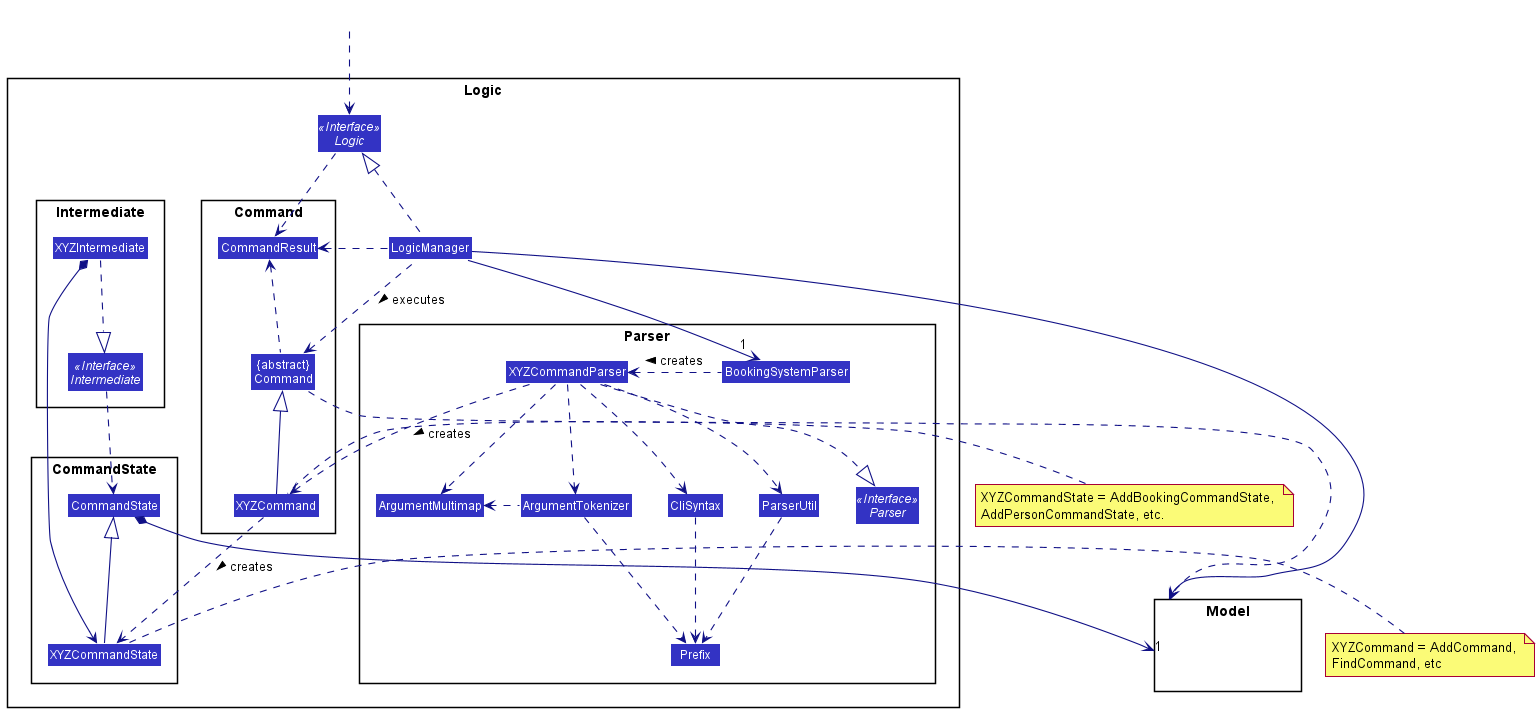 Logic
«Interface»
Logic
Intermediate
Command
XYZIntermediate
CommandResult
LogicManager
executes
Parser
1
«Interface»
Intermediate
{abstract}
Command
XYZCommandParser
creates
BookingSystemParser
creates
CommandState
CommandState
XYZCommand
ArgumentMultimap
ArgumentTokenizer
CliSyntax
ParserUtil
«Interface»
Parser
XYZCommandState = AddBookingCommandState,
AddPersonCommandState, etc.
creates
Model
1
XYZCommandState
Prefix
XYZCommand = AddCommand,
FindCommand, etc